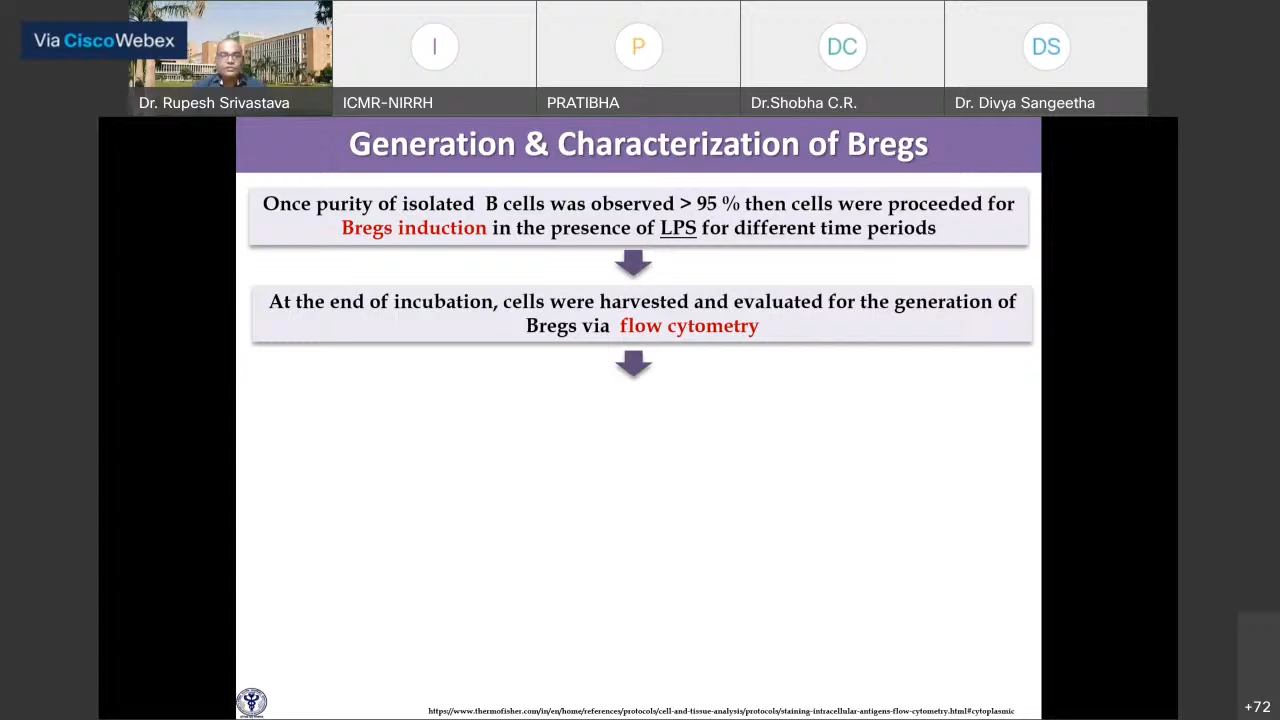 Via Cisco Webex
I
P
DC
DS
Dr. Rupesh Srivastava
ICMR-NIRRH
PRATIBHA
Dr.Shobha C.R.
Dr. Divya Sangeetha
Generation & Characterization of Bregs
Once purity of isolated B cells was observed > 95 % then cells were proceeded for
Bregs induction in the presence of LPS for different time periods
At the end of incubation, cells were harvested and evaluated for the generation of
Bregs via flow cytometry
https://www.thermofisher.com/in/en/home/references/protocols/cell-and-tissue-analysis/protocols/staining-intracellular-antigens-flow-cytometry.html#cytoplasmic
+72